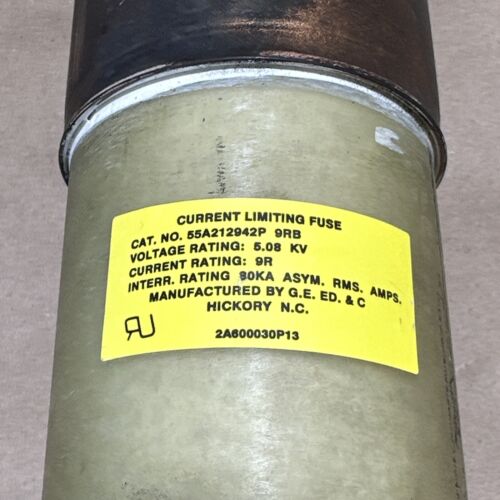 CURRENT LIMITING FUSE
CAT. NO. 55A212942P 9RB
VOLTAGE RATING: 5.08 KV
CURRENT RATING: 9R
INTERR. RATING 80KA ASYM. RMS. AMPS.
MANUFACTURED BY G.E. ED. & C
HICKORY N.C.
2A600030P13